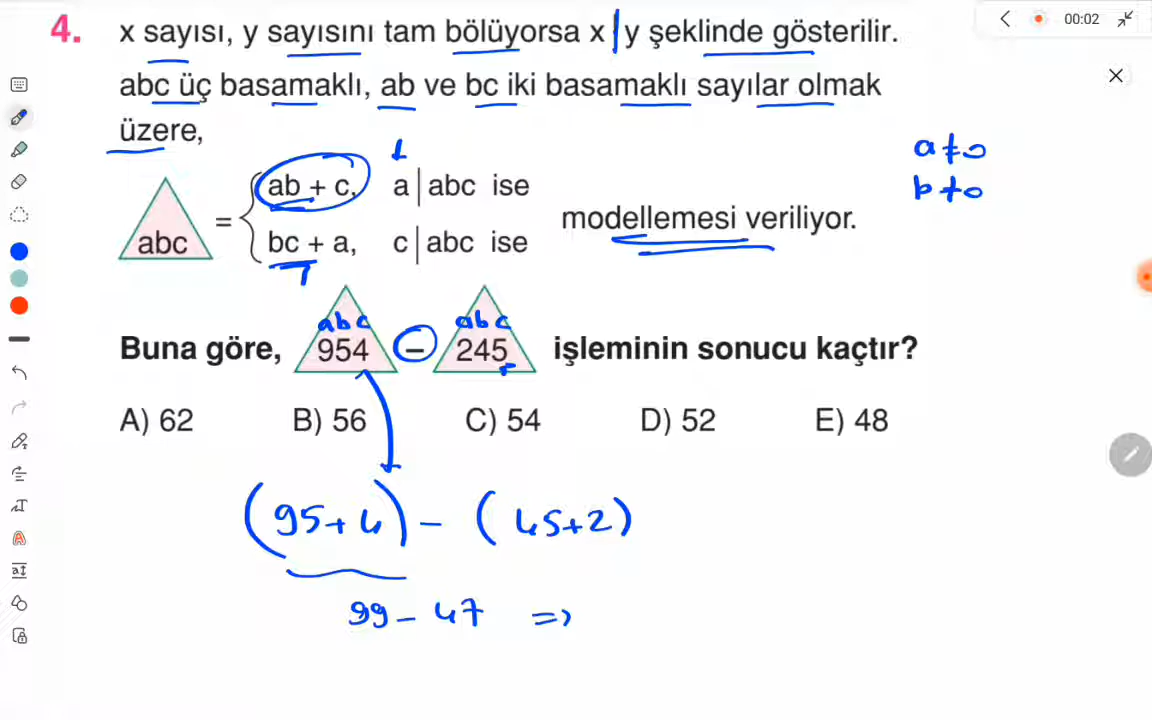 00:02
4. x sayısı, y sayısını tam bölüyorsa x | y şeklinde gösterilir.
abc üç basamaklı, ab ve bc iki basamaklı sayılar olmak
üzere,
a ≠ 0
b ≠ 0
ab + c, a | abc ise
abc = modellemesi veriliyor.
bc + a, c | abc ise
abc abc
Buna göre, 954 − 245 işleminin sonucu kaçtır?
A) 62 B) 56 C) 54 D) 52 E) 48
(95+4) − (45+2)
99 − 47 =>